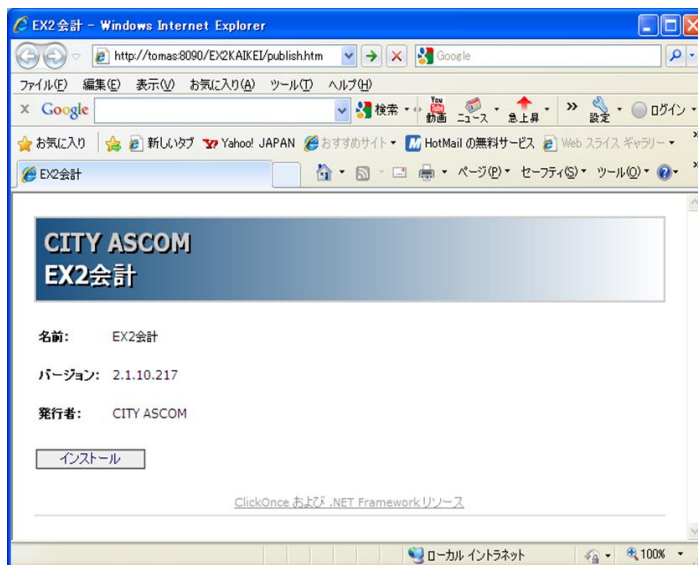 EX2会計 - Windows Internet Explorer
http://tomas:8090/EX2KAIKEI/publish.htm
Google
ファイル(F) 編集(E) 表示(V) お気に入り(A) ツール(T) ヘルプ(H)
× Google 検索 You 動画 ニュース 急上昇 » 設定 ログイン
お気に入り 新しいタブ Yahoo! JAPAN おすすめサイト HotMail の無料サービス Web スライス ギャラリー »
EX2会計 ページ(P) セーフティ(S) ツール(O) »
CITY ASCOM
EX2会計
名前: EX2会計
バージョン: 2.1.10.217
発行者: CITY ASCOM
インストール
ClickOnce および .NET Framework リソース
ローカル イントラネット 100%